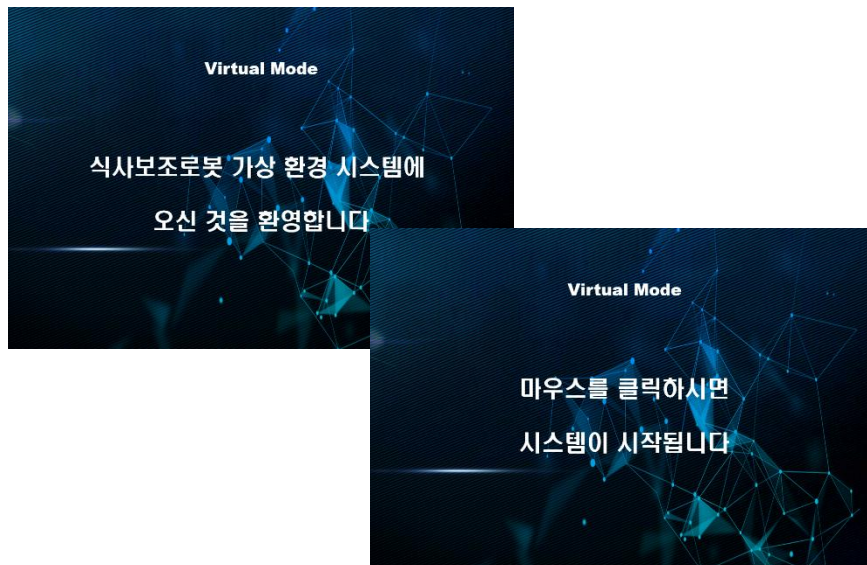 Virtual Mode
식사보조로봇 가상 환경 시스템에
오신 것을 환영합니다
Virtual Mode
마우스를 클릭하시면
시스템이 시작됩니다